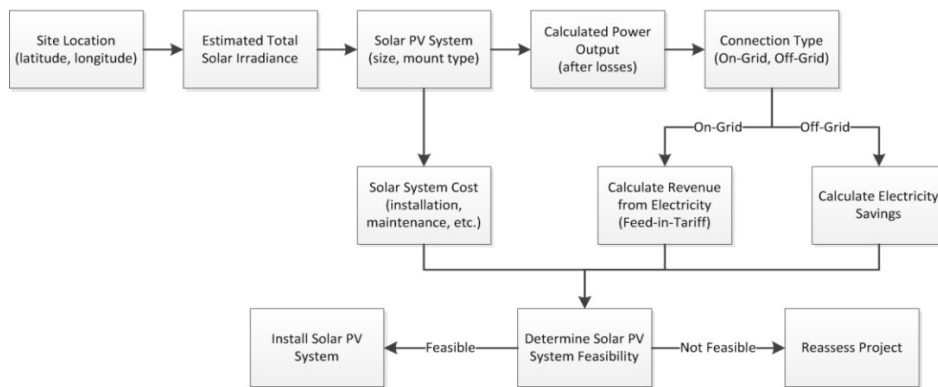 Site Location
(latitude, longitude)
Estimated Total
Solar Irradiance
Solar PV System
(size, mount type)
Calculated Power
Output
(after losses)
Connection Type
(On-Grid, Off-Grid)
On-Grid
Off-Grid
Solar System Cost
(installation,
maintenance, etc.)
Calculate Revenue
from Electricity
(Feed-in-Tariff)
Calculate Electricity
Savings
Install Solar PV
System
Feasible
Determine Solar PV
System Feasibility
Not Feasible
Reassess Project